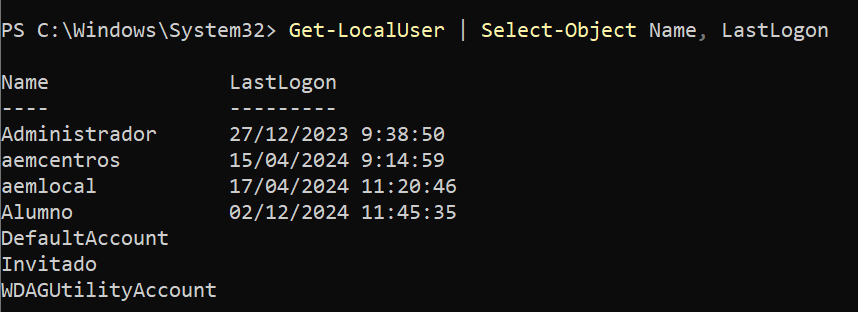 PS C:\Windows\System32> Get-LocalUser | Select-Object Name, LastLogon
Name LastLogon
---- ---------
Administrador 27/12/2023 9:38:50
aemcentros 15/04/2024 9:14:59
aemlocal 17/04/2024 11:20:46
Alumno 02/12/2024 11:45:35
DefaultAccount
Invitado
WDAGUtilityAccount